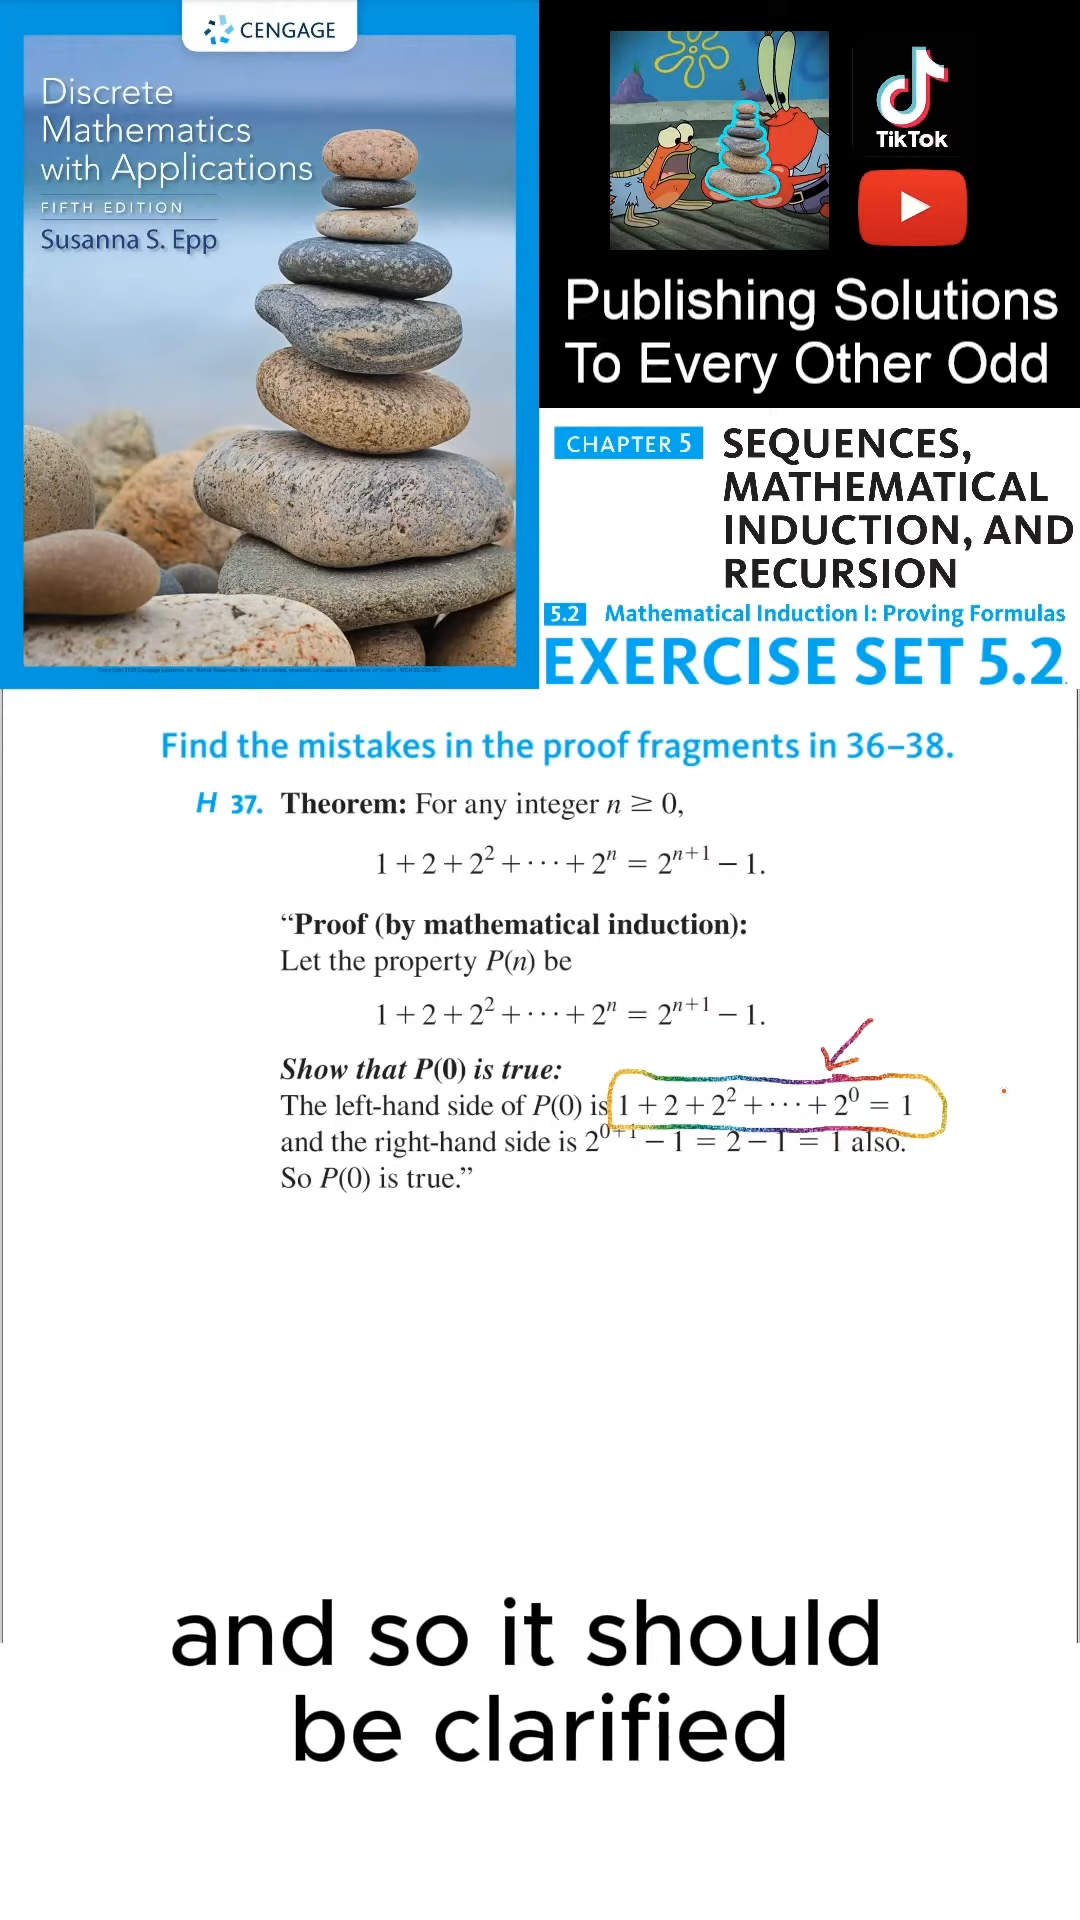 CENGAGE
Discrete
Mathematics
with Applications
FIFTH EDITION
Susanna S. Epp
TikTok
Publishing Solutions
To Every Other Odd
CHAPTER 5 SEQUENCES,
MATHEMATICAL
INDUCTION, AND
RECURSION
5.2 Mathematical Induction I: Proving Formulas
EXERCISE SET 5.2
Find the mistakes in the proof fragments in 36–38.
H 37. Theorem: For any integer n ≥ 0,
1 + 2 + 2² + ··· + 2ⁿ = 2ⁿ⁺¹ − 1.
“Proof (by mathematical induction):
Let the property P(n) be
1 + 2 + 2² + ··· + 2ⁿ = 2ⁿ⁺¹ − 1.
Show that P(0) is true:
The left-hand side of P(0) is 1 + 2 + 2² + ··· + 2⁰ = 1
and the right-hand side is 2⁰⁺¹ − 1 = 2 − 1 = 1 also.
So P(0) is true.”
and so it should
be clarified